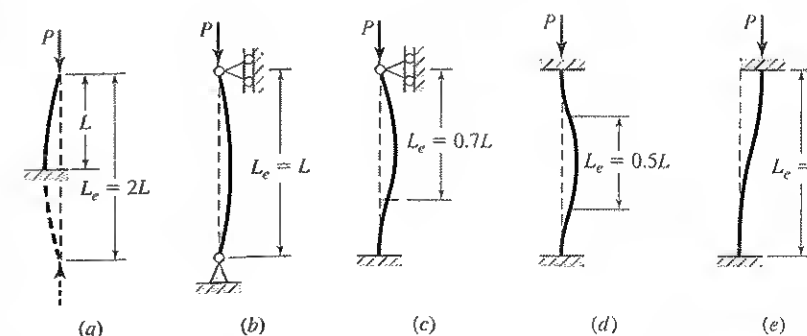 P
L
L_e = 2L
(a)
P
L_e = L
(b)
P
L_e = 0.7L
(c)
P
L_e = 0.5L
(d)
P
L_e =
(e)